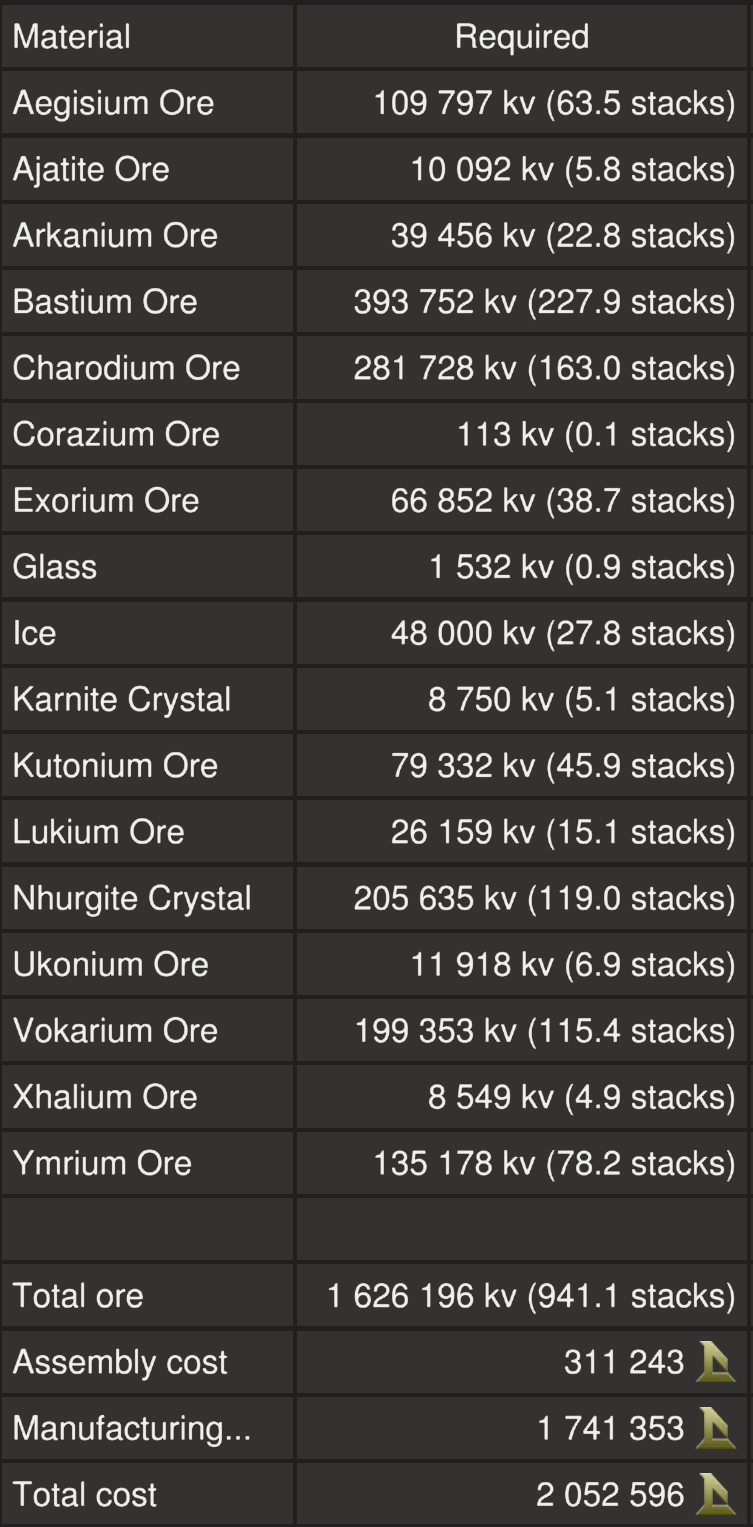 Material Required
Aegisium Ore 109 797 kv (63.5 stacks)
Ajatite Ore 10 092 kv (5.8 stacks)
Arkanium Ore 39 456 kv (22.8 stacks)
Bastium Ore 393 752 kv (227.9 stacks)
Charodium Ore 281 728 kv (163.0 stacks)
Corazium Ore 113 kv (0.1 stacks)
Exorium Ore 66 852 kv (38.7 stacks)
Glass 1 532 kv (0.9 stacks)
Ice 48 000 kv (27.8 stacks)
Karnite Crystal 8 750 kv (5.1 stacks)
Kutonium Ore 79 332 kv (45.9 stacks)
Lukium Ore 26 159 kv (15.1 stacks)
Nhurgite Crystal 205 635 kv (119.0 stacks)
Ukonium Ore 11 918 kv (6.9 stacks)
Vokarium Ore 199 353 kv (115.4 stacks)
Xhalium Ore 8 549 kv (4.9 stacks)
Ymrium Ore 135 178 kv (78.2 stacks)
Total ore 1 626 196 kv (941.1 stacks)
Assembly cost 311 243
Manufacturing... 1 741 353
Total cost 2 052 596